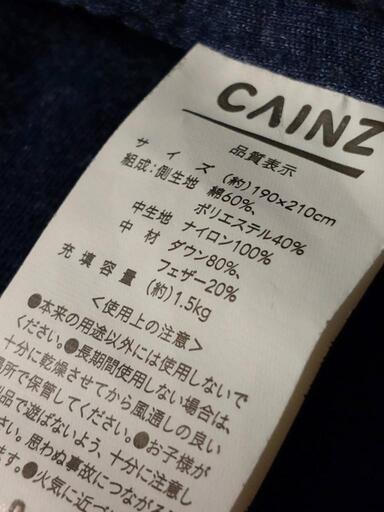 CAINZ
品質表示
サイズ (約)190×210cm
組成:側生地 綿60%、
ポリエステル40%
中生地 ナイロン100%
中材 ダウン80%、
フェザー20%
充填容量 (約)1.5kg
<使用上の注意>
●本来の用途以外には使用しないで
ください。●長期間使用しない場合は、
十分に乾燥させてから風通しの良い
場所で保管してください。●お子様が
品で遊ばないよう、十分に注意し
さい。思わぬ事故につながる
ます。●火気に近づ